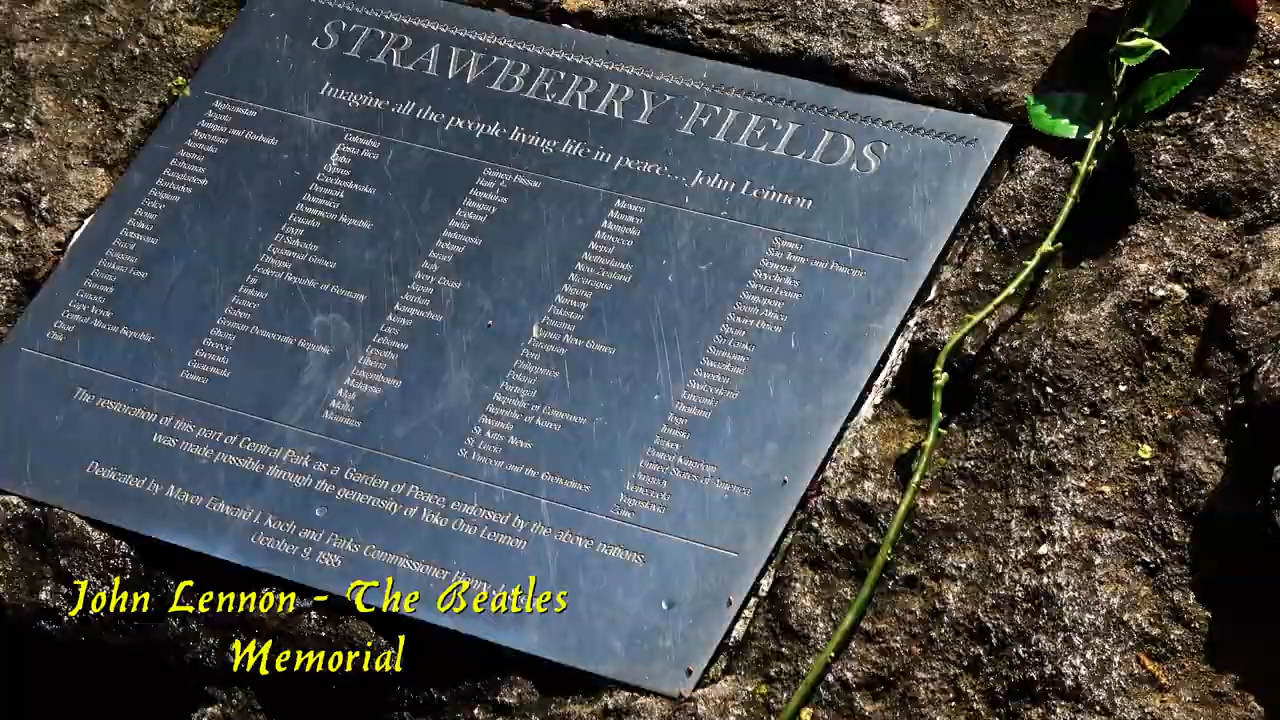 STRAWBERRY FIELDS
Imagine all the people living life in peace... John Lennon
Afghanistan
Angola
Antigua and Barbuda
Argentina
Australia
Austria
Bahamas
Bangladesh
Barbados
Belgium
Belize
Benin
Bolivia
Botswana
Brazil
Bulgaria
Burkina Faso
Burma
Burundi
Canada
Cape Verde
Central African Republic
Chad
Chile
Colombia
Costa Rica
Cuba
Cyprus
Czechoslovakia
Denmark
Dominica
Dominican Republic
Ecuador
Egypt
El Salvador
Equatorial Guinea
Ethiopia
Federal Republic of Germany
Fiji
Finland
France
Gabon
German Democratic Republic
Ghana
Greece
Grenada
Guatemala
Guinea
Guinea-Bissau
Haiti
Honduras
Hungary
Iceland
India
Indonesia
Ireland
Israel
Italy
Ivory Coast
Japan
Jordan
Kampuchea
Kenya
Laos
Lebanon
Lesotho
Liberia
Luxembourg
Malaysia
Mali
Malta
Mauritius
Mexico
Monaco
Mongolia
Morocco
Nepal
Netherlands
New Zealand
Nicaragua
Nigeria
Norway
Pakistan
Panama
Papua New Guinea
Paraguay
Peru
Philippines
Poland
Portugal
Republic of Cameroon
Republic of Korea
Rwanda
St. Kitts-Nevis
St. Lucia
St. Vincent and the Grenadines
Samoa
São Tome and Principe
Senegal
Seychelles
Sierra Leone
Singapore
South Africa
Soviet Union
Spain
Sri Lanka
Suriname
Swaziland
Sweden
Switzerland
Tanzania
Thailand
Togo
Tunisia
Turkey
United Kingdom
United States of America
Uruguay
Venezuela
Yugoslavia
Zaire
The restoration of this part of Central Park as a Garden of Peace, endorsed by the above nations,
was made possible through the generosity of Yoko Ono Lennon
Dedicated by Mayor Edward I. Koch and Parks Commissioner Henry
October 9, 1985
John Lennon - The Beatles
Memorial